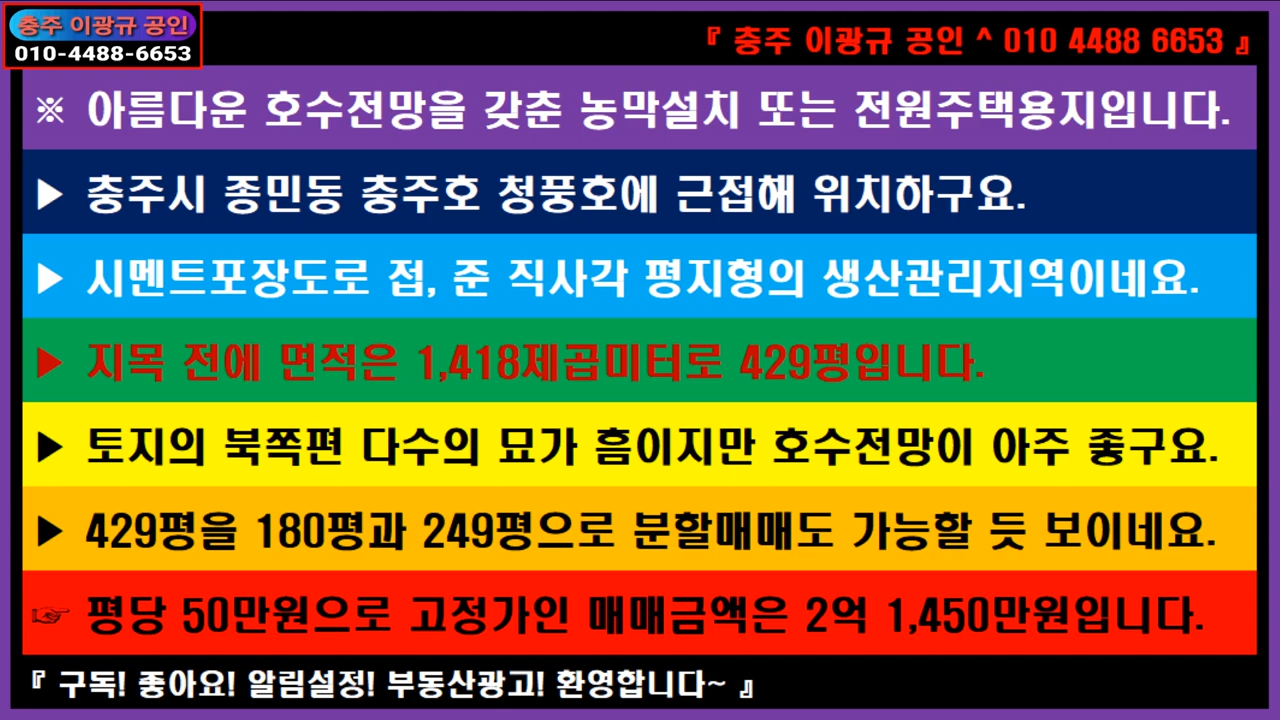 충주 이광규 공인
010-4488-6653
『 충주 이광규 공인 ^ 010 4488 6653 』
※ 아름다운 호수전망을 갖춘 농막설치 또는 전원주택용지입니다.
▶ 충주시 종민동 충주호 청풍호에 근접해 위치하구요.
▶ 시멘트포장도로 접, 준 직사각 평지형의 생산관리지역이네요.
▶ 지목 전에 면적은 1,418제곱미터로 429평입니다.
▶ 토지의 북쪽편 다수의 묘가 흠이지만 호수전망이 아주 좋구요.
▶ 429평을 180평과 249평으로 분할매매도 가능할 듯 보이네요.
☞ 평당 50만원으로 고정가인 매매금액은 2억 1,450만원입니다.
『 구독! 좋아요! 알림설정! 부동산광고! 환영합니다~ 』